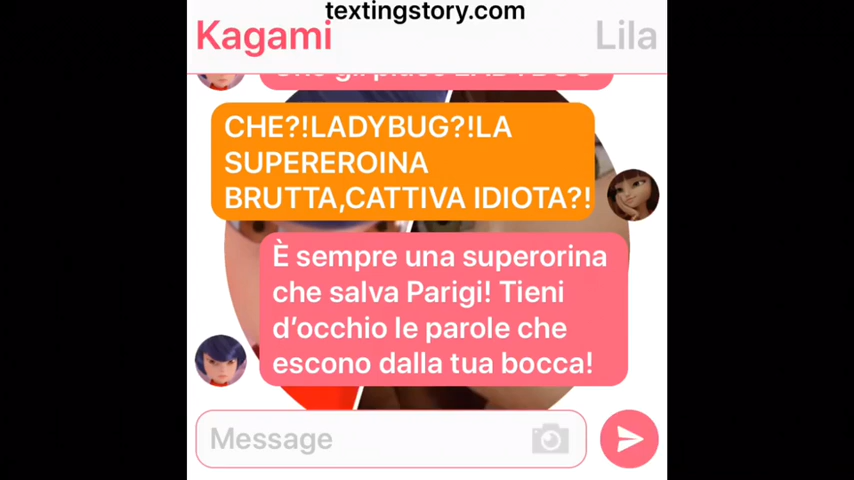 textingstory.com
Kagami
Lila
CHE?!LADYBUG?!LA
SUPEREROINA
BRUTTA,CATTIVA IDIOTA?!
È sempre una superorina
che salva Parigi! Tieni
d’occhio le parole che
escono dalla tua bocca!
Message